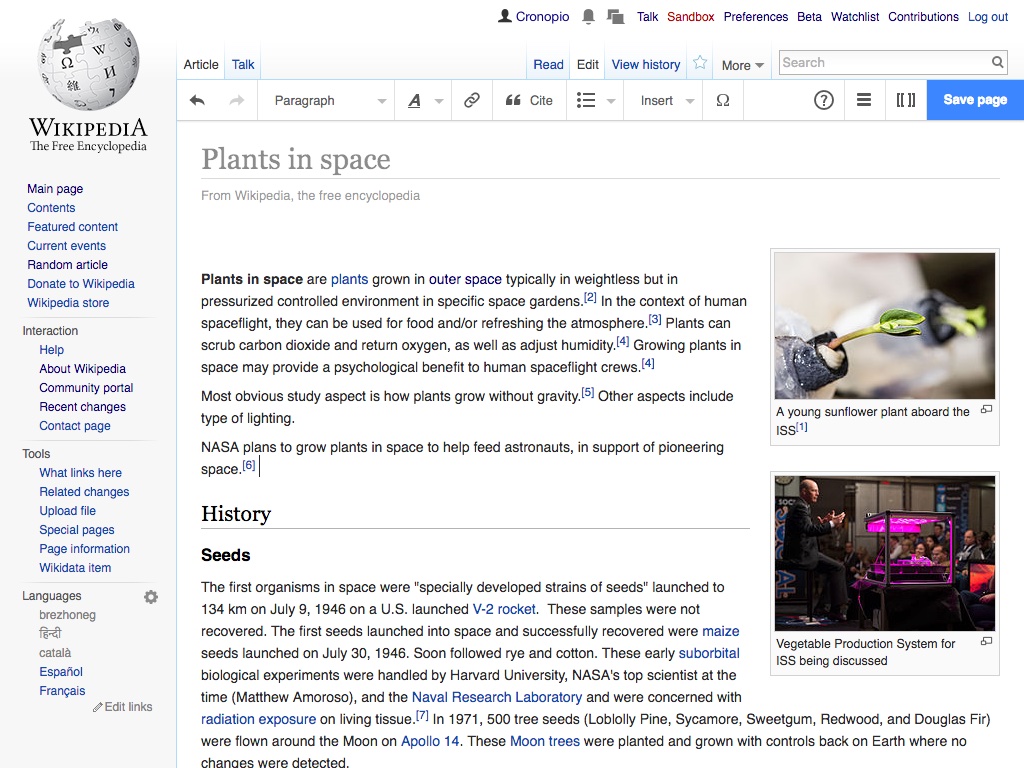 Cronopio Talk Sandbox Preferences Beta Watchlist Contributions Log out
Article Talk Read Edit View history More Search
Paragraph A Cite Insert Ω Save page
WIKIPEDIA
The Free Encyclopedia
Main page
Contents
Featured content
Current events
Random article
Donate to Wikipedia
Wikipedia store
Interaction
Help
About Wikipedia
Community portal
Recent changes
Contact page
Tools
What links here
Related changes
Upload file
Special pages
Page information
Wikidata item
Languages
brezhoneg
हिन्दी
català
Español
Français
Edit links
Plants in space
From Wikipedia, the free encyclopedia
Plants in space are plants grown in outer space typically in weightless but in
pressurized controlled environment in specific space gardens.[2] In the context of human
spaceflight, they can be used for food and/or refreshing the atmosphere.[3] Plants can
scrub carbon dioxide and return oxygen, as well as adjust humidity.[4] Growing plants in
space may provide a psychological benefit to human spaceflight crews.[4]
Most obvious study aspect is how plants grow without gravity.[5] Other aspects include
type of lighting.
NASA plans to grow plants in space to help feed astronauts, in support of pioneering
space.[6]
A young sunflower plant aboard the
ISS[1]
Vegetable Production System for
ISS being discussed
History
Seeds
The first organisms in space were "specially developed strains of seeds" launched to
134 km on July 9, 1946 on a U.S. launched V-2 rocket. These samples were not
recovered. The first seeds launched into space and successfully recovered were maize
seeds launched on July 30, 1946. Soon followed rye and cotton. These early suborbital
biological experiments were handled by Harvard University, NASA's top scientist at the
time (Matthew Amoroso), and the Naval Research Laboratory and were concerned with
radiation exposure on living tissue.[7] In 1971, 500 tree seeds (Loblolly Pine, Sycamore, Sweetgum, Redwood, and Douglas Fir)
were flown around the Moon on Apollo 14. These Moon trees were planted and grown with controls back on Earth where no
changes were detected.